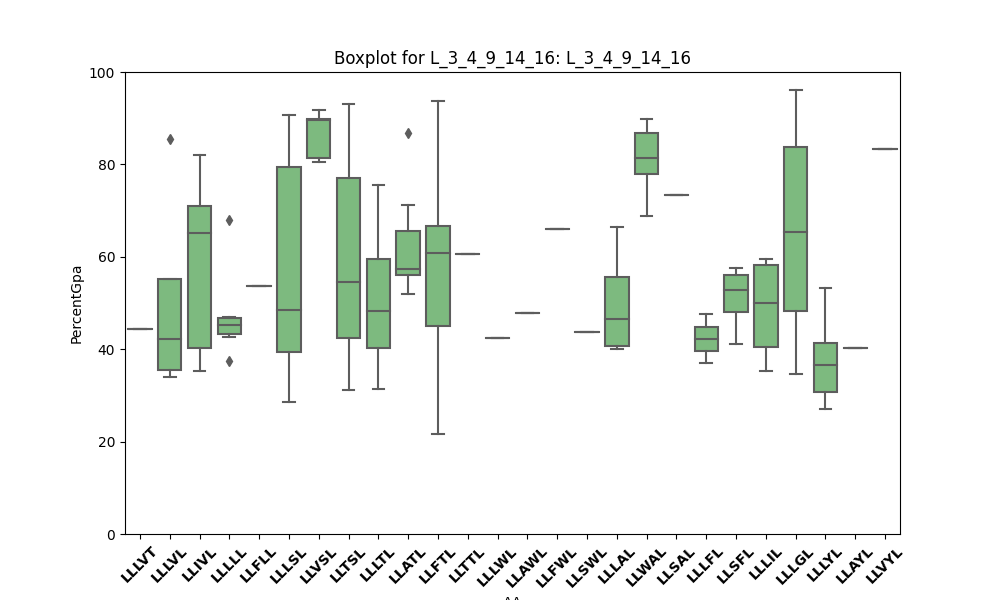 Boxplot for L_3_4_9_14_16: L_3_4_9_14_16
100
80
60
40
20
0
PercentGpa
LLLVT LLLVL LLIVL LLLLL LLFLL LLLSL LLVSL LLTSL LLLTL LLATL LLFTL LLTTL LLLWL LLAWL LLFWL LLSWL LLLAL LLWAL LLSAL LLLFL LLSFL LLLIL LLLGL LLLYL LLAYL LLVYL